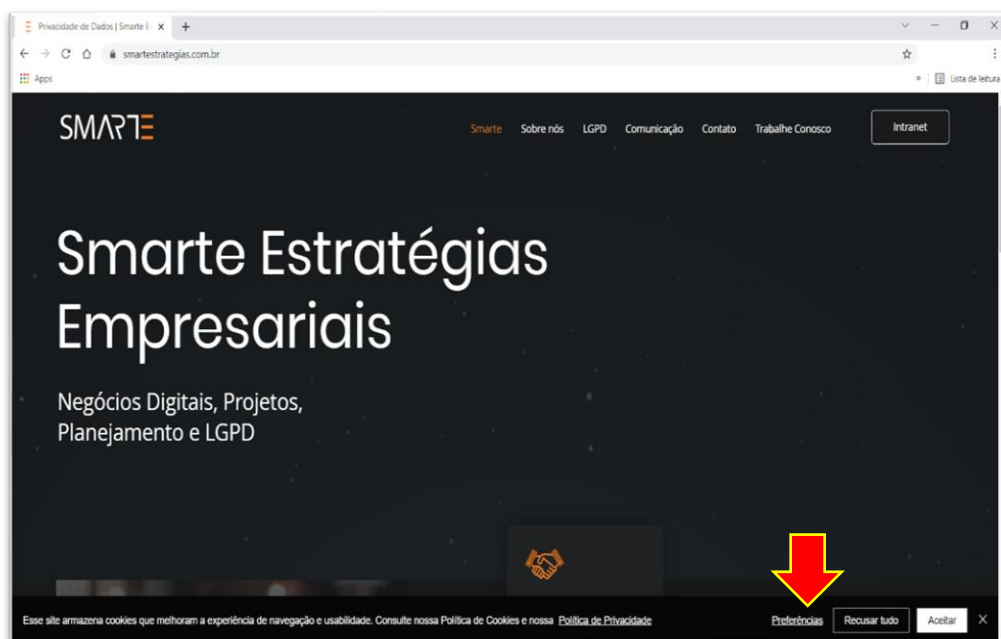 Privacidade de Dados | Smarte E
smartestrategias.com.br
Apps
Lista de leitura
SMARTE
Smarte Sobre nós LGPD Comunicação Contato Trabalhe Conosco Intranet
Smarte Estratégias
Empresariais
Negócios Digitais, Projetos,
Planejamento e LGPD
Esse site armazena cookies que melhoram a experiência de navegação e usabilidade. Consulte nossa Política de Cookies e nossa Política de Privacidade Preferências Recusar tudo Aceitar